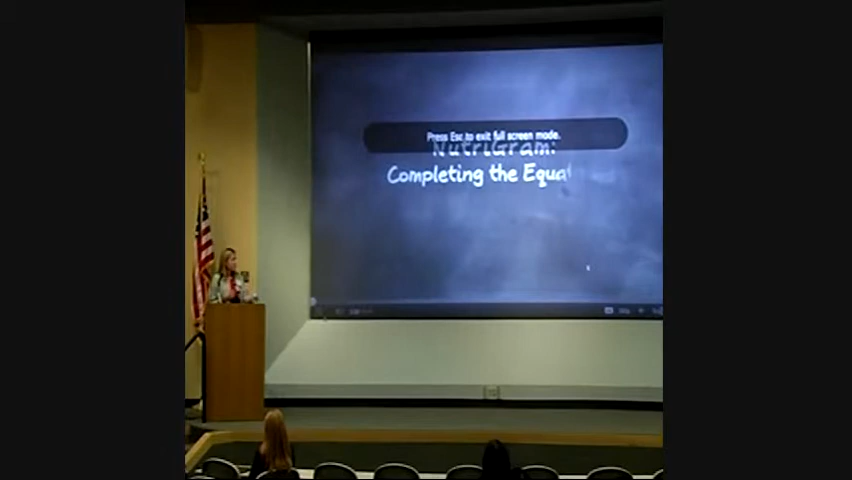 Press Esc to exit full screen mode.
NutriGram:
Completing the Equa